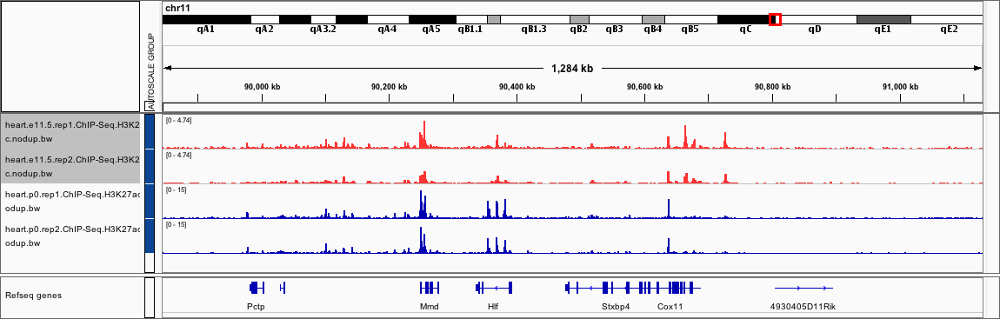 chr11
qA1 qA2 qA3.2 qA4 qA5 qB1.1 qB1.3 qB2 qB3 qB4 qB5 qC qD qE1 qE2
1,284 kb
90,000 kb 90,200 kb 90,400 kb 90,600 kb 90,800 kb 91,000 kb
AUTOSCALE GROUP
heart.e11.5.rep1.ChIP-Seq.H3K2 [0 - 4.74]
c.nodup.bw
heart.e11.5.rep2.ChIP-Seq.H3K2 [0 - 4.74]
c.nodup.bw
heart.p0.rep1.ChIP-Seq.H3K27ac [0 - 15]
odup.bw
heart.p0.rep2.ChIP-Seq.H3K27ac [0 - 15]
odup.bw
Refseq genes
Pctp Mmd Hlf Stxbp4 Cox11 4930405D11Rik